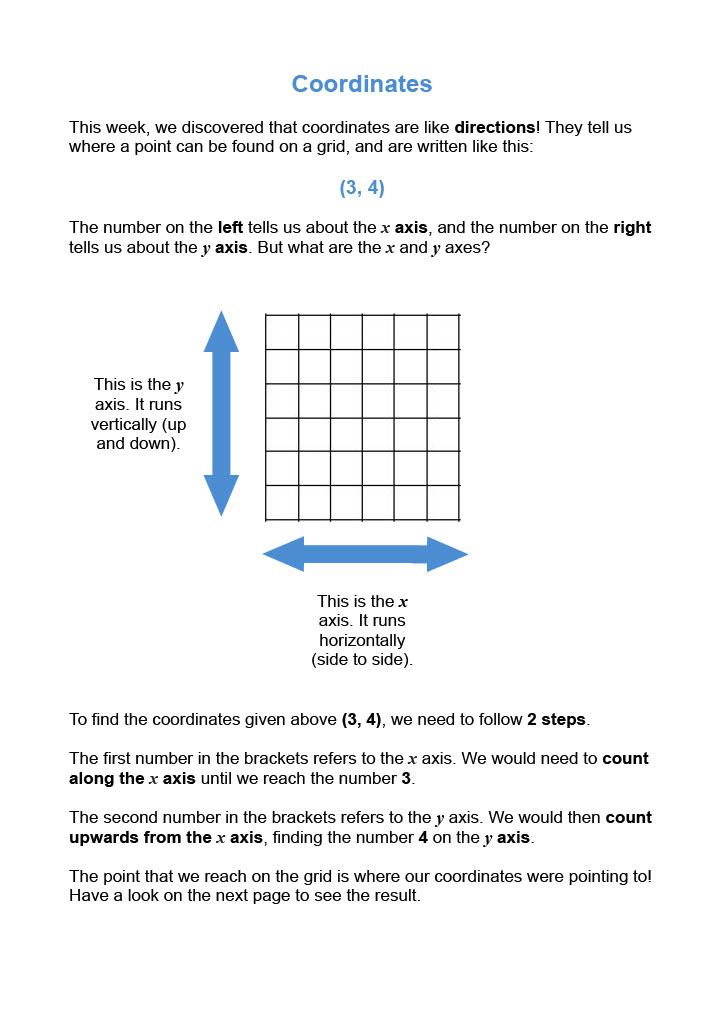 Coordinates
This week, we discovered that coordinates are like directions! They tell us
where a point can be found on a grid, and are written like this:
(3, 4)
The number on the left tells us about the x axis, and the number on the right
tells us about the y axis. But what are the x and y axes?
This is the y
axis. It runs
vertically (up
and down).
This is the x
axis. It runs
horizontally
(side to side).
To find the coordinates given above (3, 4), we need to follow 2 steps.
The first number in the brackets refers to the x axis. We would need to count
along the x axis until we reach the number 3.
The second number in the brackets refers to the y axis. We would then count
upwards from the x axis, finding the number 4 on the y axis.
The point that we reach on the grid is where our coordinates were pointing to!
Have a look on the next page to see the result.